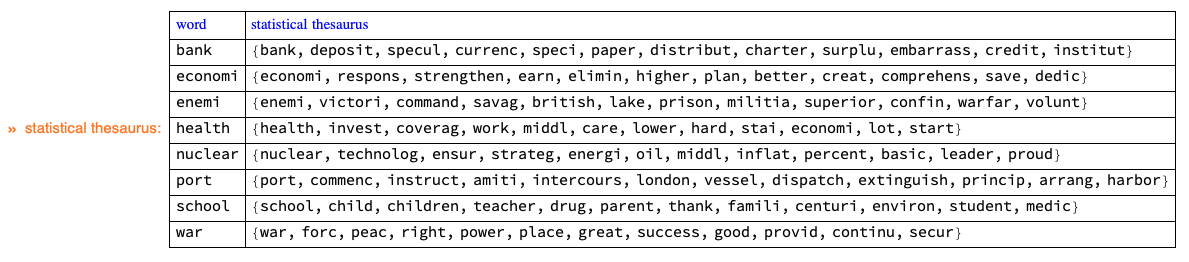 word statistical thesaurus
bank {bank, deposit, specul, currenc, speci, paper, distribut, charter, surplu, embarrass, credit, institut}
economi {economi, respons, strengthen, earn, elimin, higher, plan, better, creat, comprehens, save, dedic}
enemi {enemi, victori, command, savag, british, lake, prison, militia, superior, confin, warfar, volunt}
» statistical thesaurus: health {health, invest, coverag, work, middl, care, lower, hard, stai, economi, lot, start}
nuclear {nuclear, technolog, ensur, strateg, energi, oil, middl, inflat, percent, basic, leader, proud}
port {port, commenc, instruct, amiti, intercours, london, vessel, dispatch, extinguish, princip, arrang, harbor}
school {school, child, children, teacher, drug, parent, thank, famili, centuri, environ, student, medic}
war {war, forc, peac, right, power, place, great, success, good, provid, continu, secur}